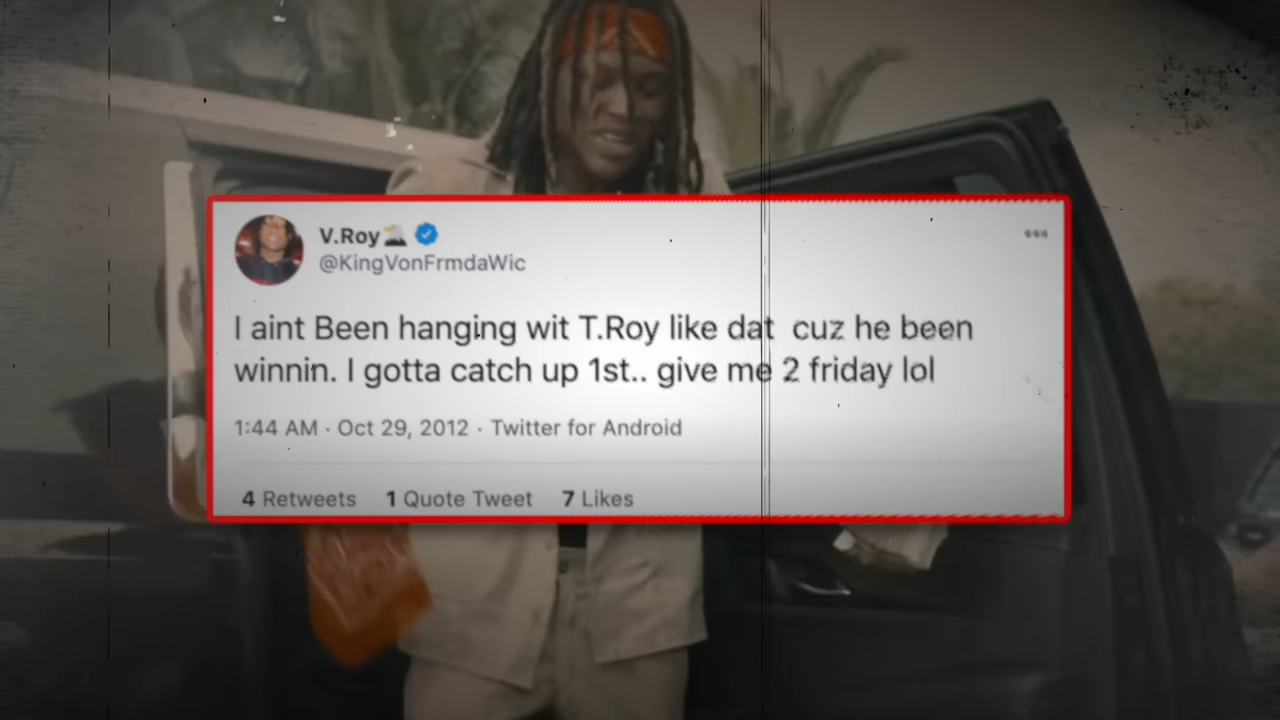 V.Roy
@KingVonFrmdaWic
I aint Been hanging wit T.Roy like dat  cuz he been
winnin. I gotta catch up 1st.. give me 2 friday lol
1:44 AM · Oct 29, 2012 · Twitter for Android
4 Retweets 1 Quote Tweet 7 Likes